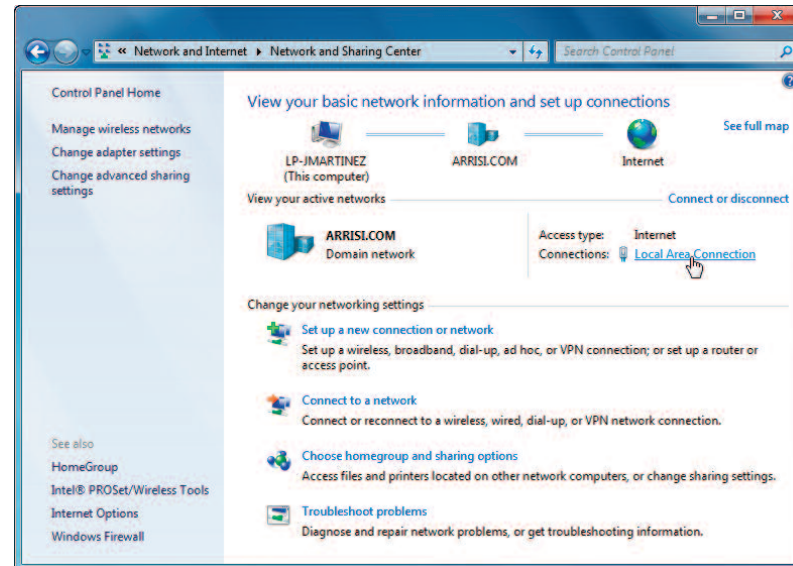 « Network and Internet ▸ Network and Sharing Center
Search Control Panel
Control Panel Home
Manage wireless networks
Change adapter settings
Change advanced sharing
settings
See also
HomeGroup
Intel® PROSet/Wireless Tools
Internet Options
Windows Firewall
View your basic network information and set up connections
See full map
LP-JMARTINEZ
(This computer)
ARRISI.COM
Internet
View your active networks
Connect or disconnect
ARRISI.COM
Domain network
Access type: Internet
Connections: Local Area Connection
Change your networking settings
Set up a new connection or network
Set up a wireless, broadband, dial-up, ad hoc, or VPN connection; or set up a router or
access point.
Connect to a network
Connect or reconnect to a wireless, wired, dial-up, or VPN network connection.
Choose homegroup and sharing options
Access files and printers located on other network computers, or change sharing settings.
Troubleshoot problems
Diagnose and repair network problems, or get troubleshooting information.